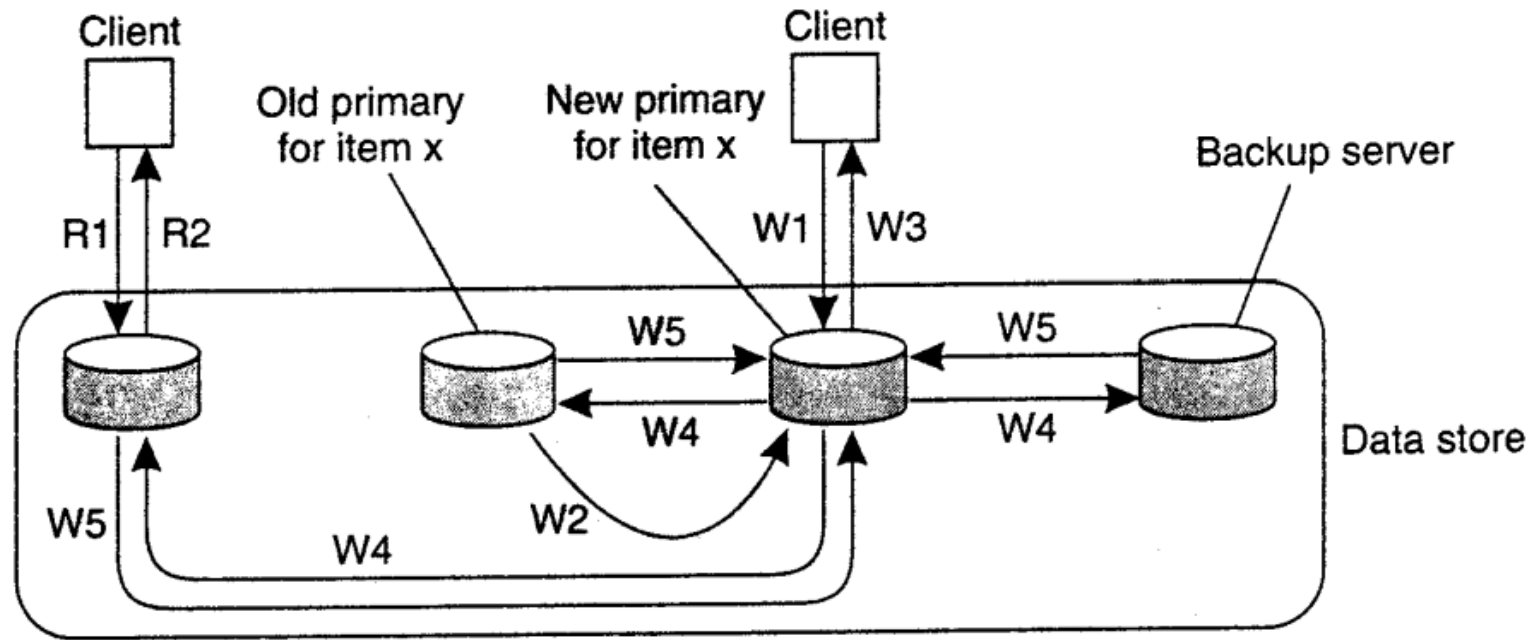 Client
Client
Old primary
for item x
New primary
for item x
Backup server
R1
R2
W1
W3
W5
W5
W4
W4
Data store
W5
W2
W4